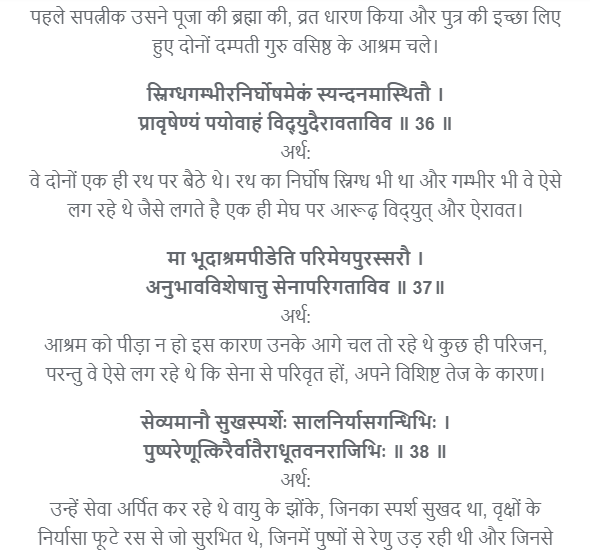 पहले सपत्नीक उसने पूजा की ब्रह्मा की, व्रत धारण किया और पुत्र की इच्छा लिए
हुए दोनों दम्पती गुरु वसिष्ठ के आश्रम चले।
स्निग्धगम्भीरनिर्घोषमेकं स्यन्दनमास्थितौ ।
प्रावृषेण्यं पयोवाहं विद्युदैरावताविव ॥ 36 ॥
अर्थ:
वे दोनों एक ही रथ पर बैठे थे। रथ का निर्घोष स्निग्ध भी था और गम्भीर भी वे ऐसे
लग रहे थे जैसे लगते है एक ही मेघ पर आरूढ़ विद्युत् और ऐरावत।
मा भूदाश्रमपीडेति परिमेयपुरस्सरौ ।
अनुभावविशेषात्तु सेनापरिगताविव ॥ 37॥
अर्थ:
आश्रम को पीड़ा न हो इस कारण उनके आगे चल तो रहे थे कुछ ही परिजन,
परन्तु वे ऐसे लग रहे थे कि सेना से परिवृत हों, अपने विशिष्ट तेज के कारण।
सेव्यमानौ सुखस्पर्शेः सालनिर्यासगन्धिभिः ।
पुष्परेणूत्किरैर्वातैराधूतवनराजिभिः ॥ 38 ॥
अर्थ:
उन्हें सेवा अर्पित कर रहे थे वायु के झोंके, जिनका स्पर्श सुखद था, वृक्षों के
निर्यासा फूटे रस से जो सुरभित थे, जिनमें पुष्पों से रेणु उड़ रही थी और जिनसे